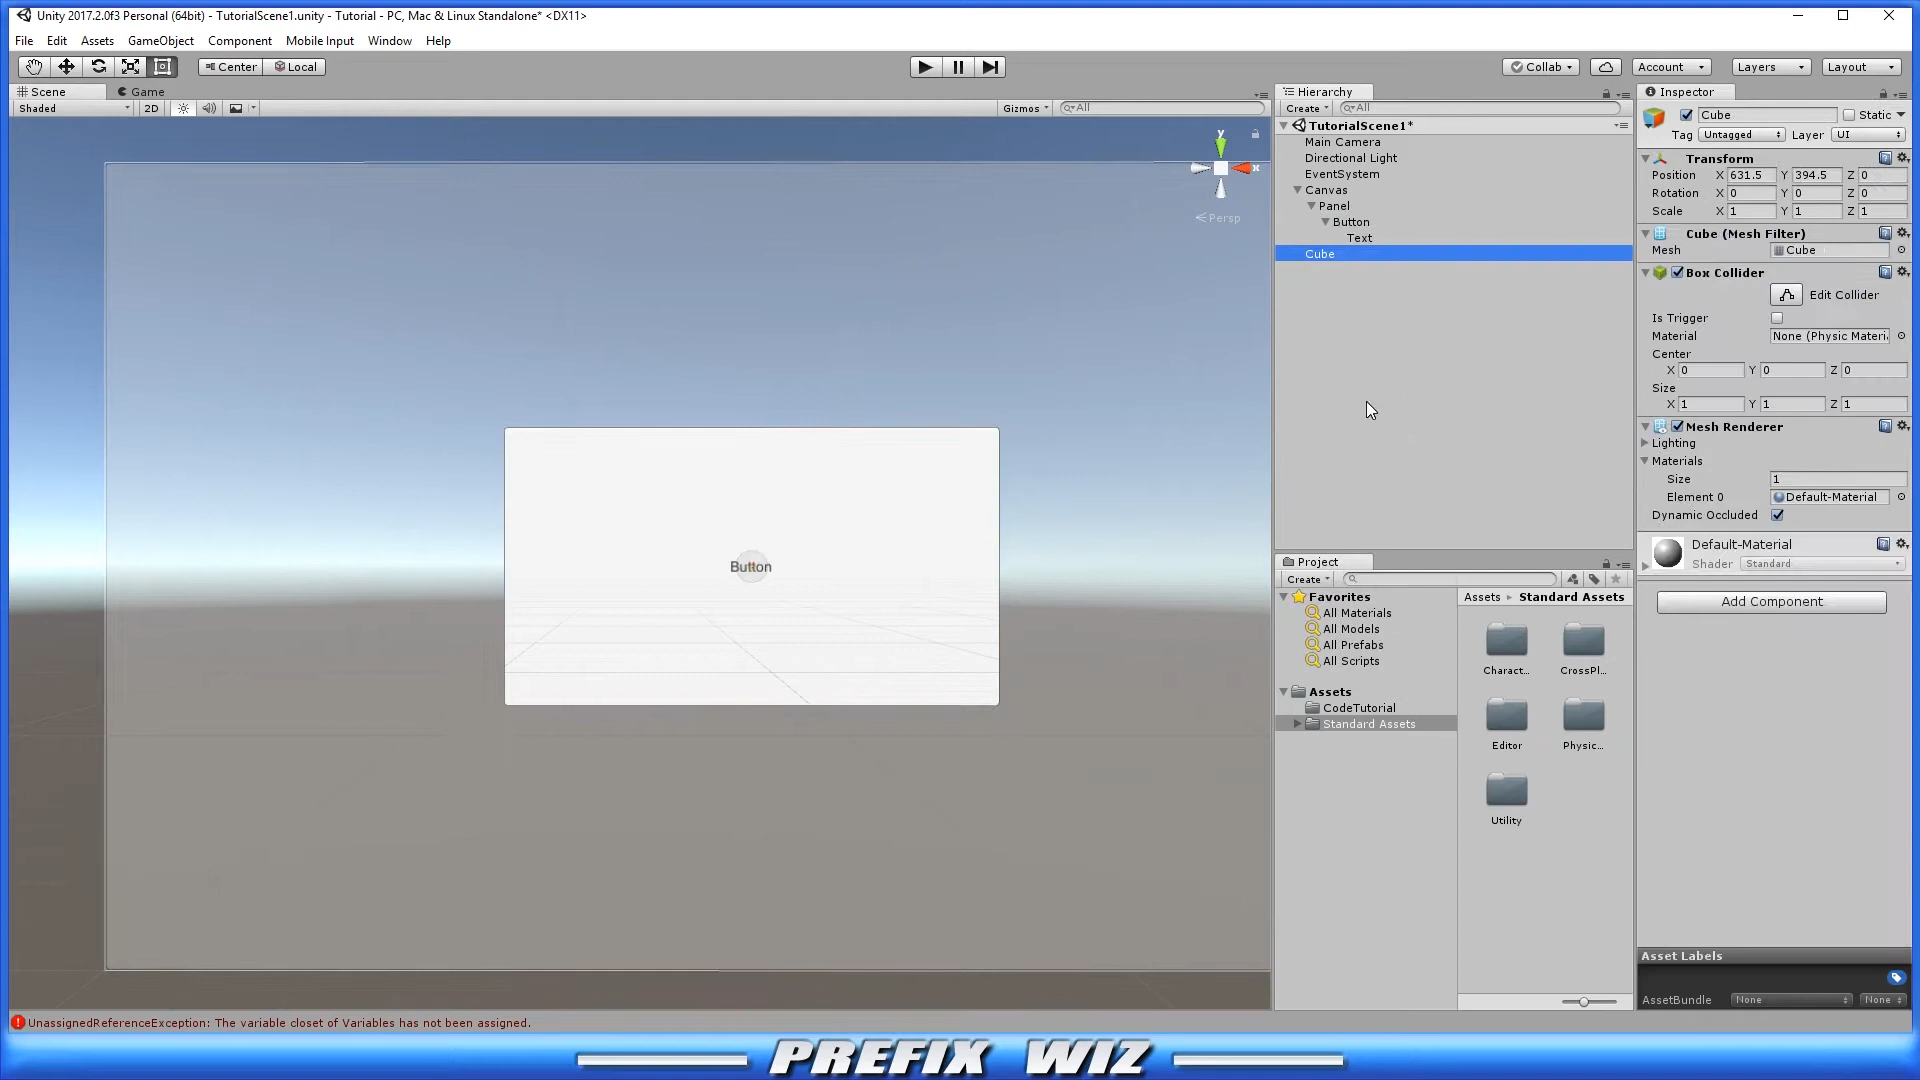 Unity 2017.2.0f3 Personal (64bit) - TutorialScene1.unity - Tutorial - PC, Mac & Linux Standalone* <DX11>
File Edit Assets GameObject Component Mobile Input Window Help
Center Local Collab Account Layers Layout
Scene Game
Shaded 2D Gizmos All
y
x
Persp
Button
Hierarchy
Create All
TutorialScene1*
Main Camera
Directional Light
EventSystem
Canvas
Panel
Button
Text
Cube
Project
Create
Favorites
All Materials
All Models
All Prefabs
All Scripts
Assets
CodeTutorial
Standard Assets
Assets Standard Assets
Charact... CrossPl...
Editor Physic...
Utility
Inspector
Cube Static
Tag Untagged Layer UI
Transform
Position X 631.5 Y 394.5 Z 0
Rotation X 0 Y 0 Z 0
Scale X 1 Y 1 Z 1
Cube (Mesh Filter)
Mesh Cube
Box Collider
Edit Collider
Is Trigger
Material None (Physic Materi
Center
X 0 Y 0 Z 0
Size
X 1 Y 1 Z 1
Mesh Renderer
Lighting
Materials
Size 1
Element 0 Default-Material
Dynamic Occluded
Default-Material
Shader Standard
Add Component
Asset Labels
AssetBundle None None
UnassignedReferenceException: The variable closet of Variables has not been assigned.
PREFIX WIZ